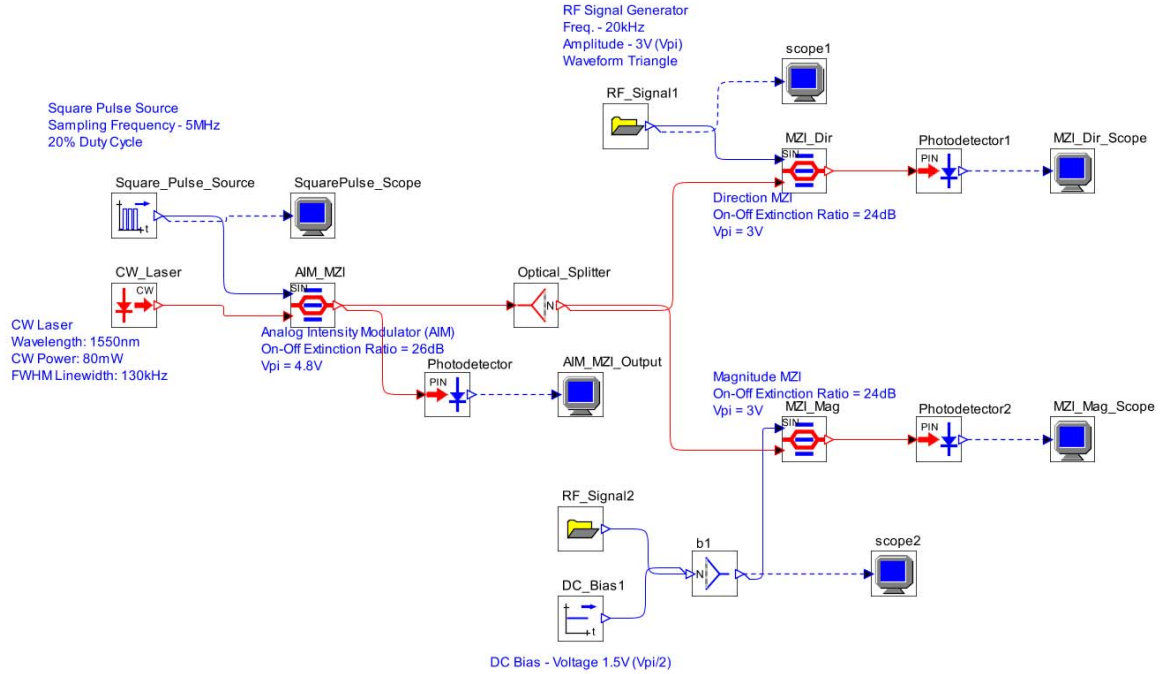 RF Signal Generator
Freq. - 20kHz
Amplitude - 3V (Vpi)
Waveform Triangle
scope1
RF_Signal1
Square Pulse Source
Sampling Frequency - 5MHz
20% Duty Cycle
MZI_Dir
SIN
Photodetector1
PIN
MZI_Dir_Scope
Direction MZI
On-Off Extinction Ratio = 24dB
Vpi = 3V
Square_Pulse_Source
t
SquarePulse_Scope
CW_Laser
CW
AIM_MZI
SIN
Optical_Splitter
N
CW Laser
Wavelength: 1550nm
CW Power: 80mW
FWHM Linewidth: 130kHz
Analog Intensity Modulator (AIM)
On-Off Extinction Ratio = 26dB
Vpi = 4.8V
Photodetector
PIN
AIM_MZI_Output
Magnitude MZI
On-Off Extinction Ratio = 24dB
Vpi = 3V
MZI_Mag
SIN
Photodetector2
PIN
MZI_Mag_Scope
RF_Signal2
b1
N
scope2
DC_Bias1
t
DC Bias - Voltage 1.5V (Vpi/2)